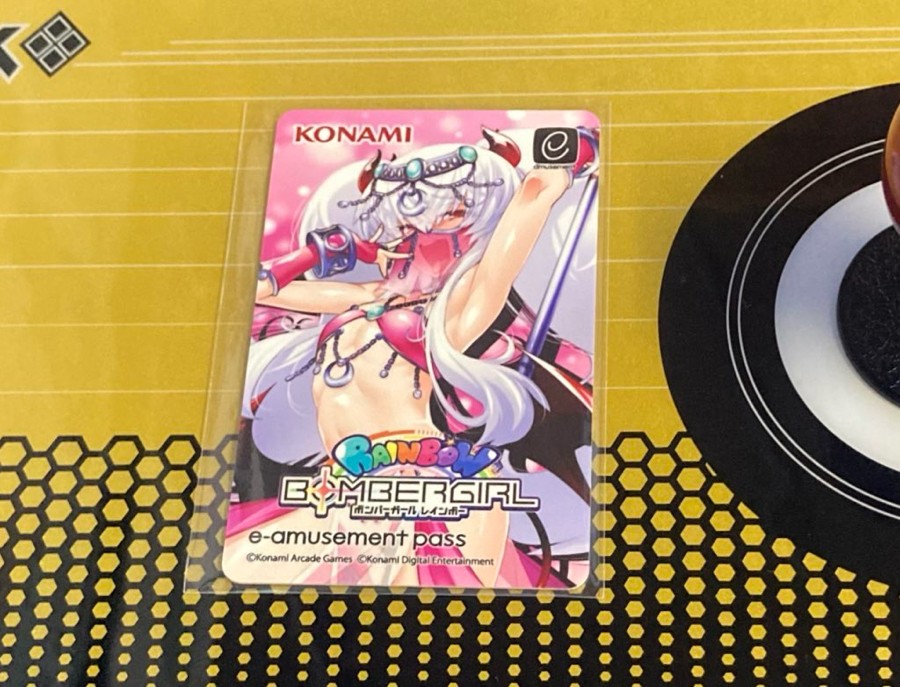 KONAMI
e
amusement
RAINBOW
BOMBERGIRL
ボンバーガール レインボー
e-amusement pass
©Konami Arcade Games ©Konami Digital Entertainment